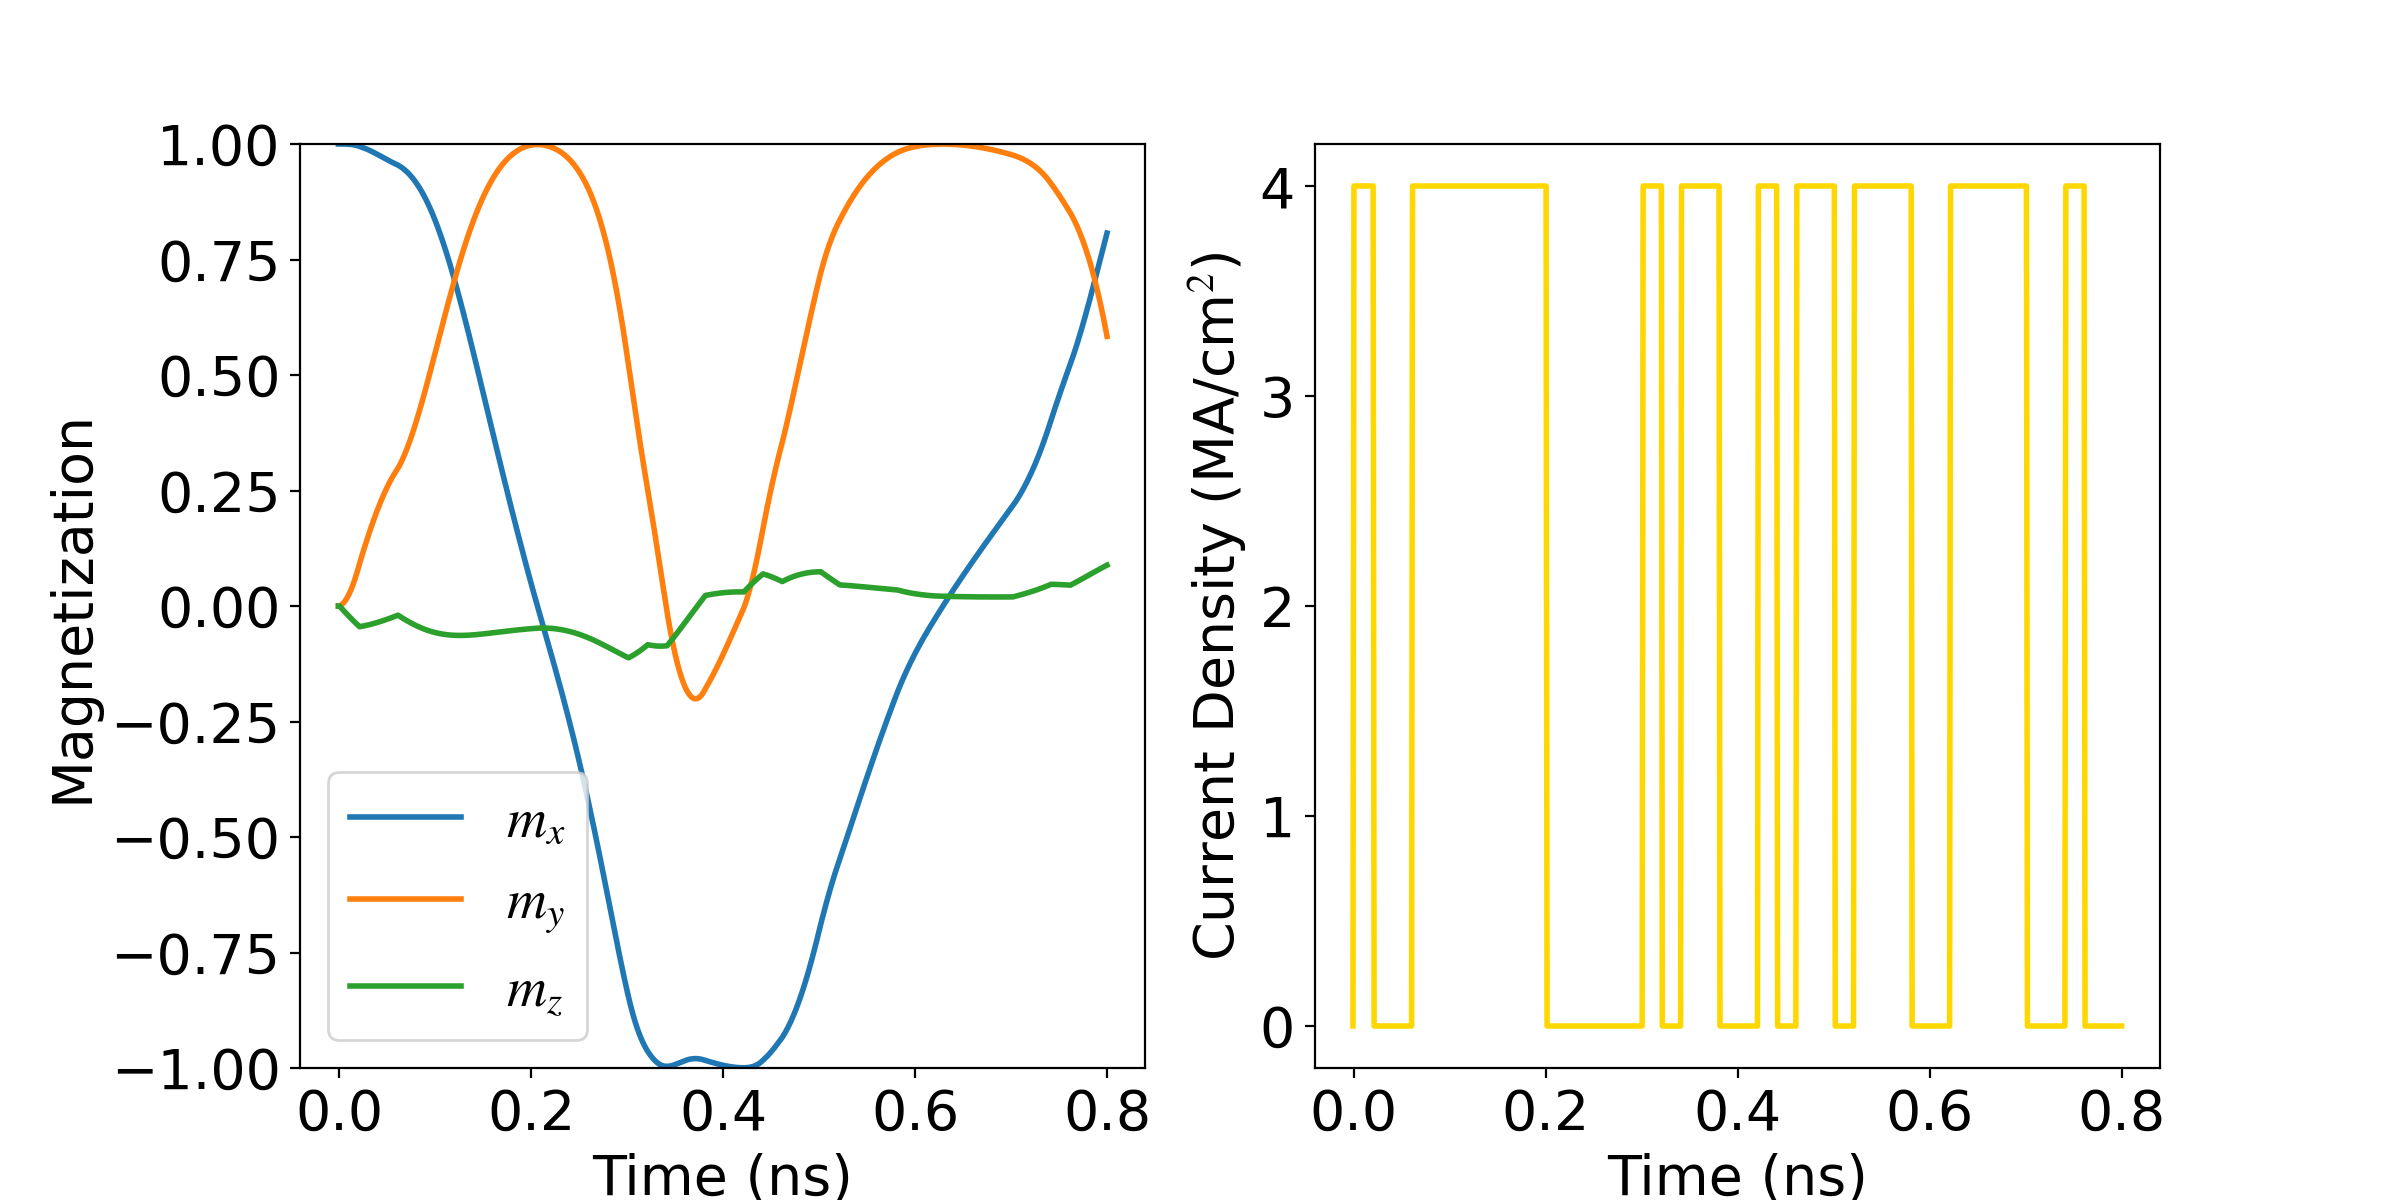 Magnetization
1.00
0.75
0.50
0.25
0.00
−0.25
−0.50
−0.75
−1.00
0.0 0.2 0.4 0.6 0.8
Time (ns)
m_x
m_y
m_z
Current Density (MA/cm²)
4
3
2
1
0
0.0 0.2 0.4 0.6 0.8
Time (ns)